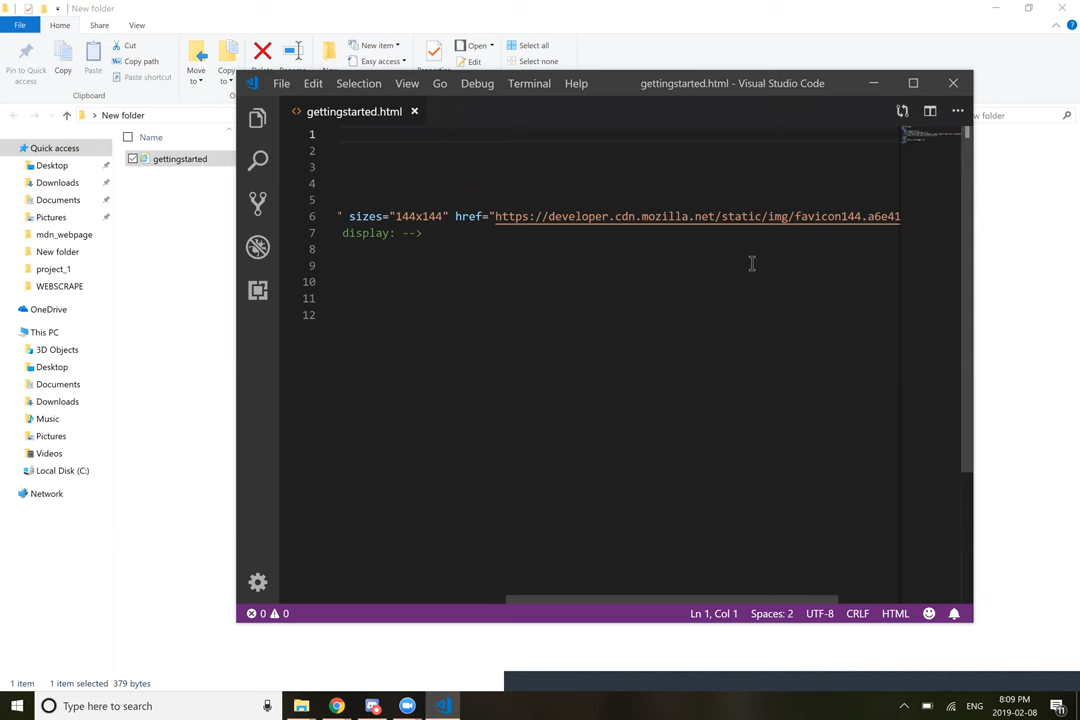 New folder
File Home Share View
Pin to Quick access
Copy
Paste
Cut
Copy path
Paste shortcut
Clipboard
Move to
Copy to
New item
Easy access
Open
Edit
Select all
Select none
New folder
Quick access
Desktop
Downloads
Documents
Pictures
mdn_webpage
New folder
project_1
WEBSCRAPE
OneDrive
This PC
3D Objects
Desktop
Documents
Downloads
Music
Pictures
Videos
Local Disk (C:)
Network
Name
gettingstarted
File Edit Selection View Go Debug Terminal Help gettingstarted.html - Visual Studio Code
gettingstarted.html
1
2
3
4
5
6 " sizes="144x144" href="https://developer.cdn.mozilla.net/static/img/favicon144.a6e41
7 display: -->
8
9
10
11
12
0 0 Ln 1, Col 1 Spaces: 2 UTF-8 CRLF HTML
1 item 1 item selected 379 bytes
Type here to search
ENG
8:09 PM
2019-02-08